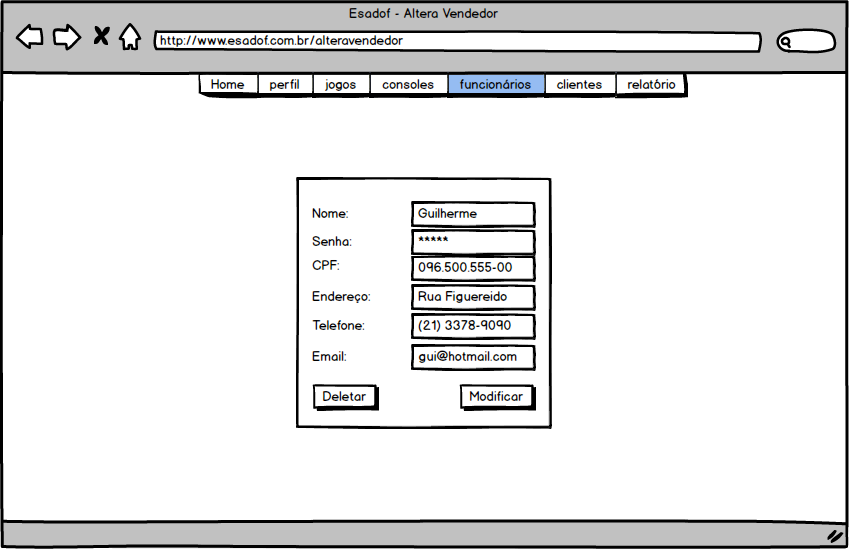 Esadof - Altera Vendedor
http://www.esadof.com.br/alteravendedor
Home perfil jogos consoles funcionários clientes relatório
Nome: Guilherme
Senha: *****
CPF: 096.500.555-00
Endereço: Rua Figuereido
Telefone: (21) 3378-9090
Email: gui@hotmail.com
Deletar Modificar